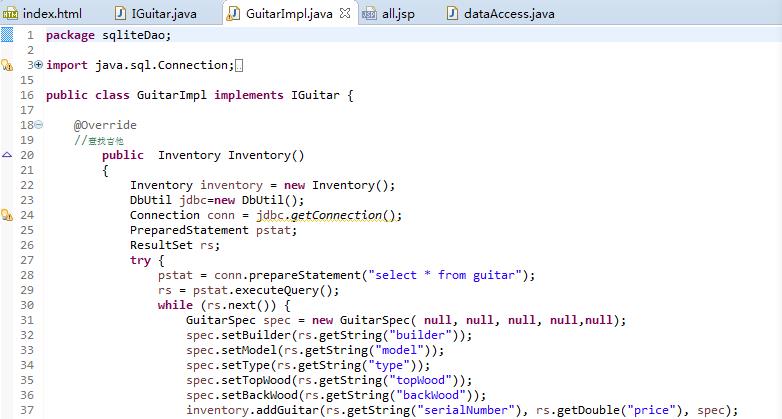 index.html IGuitar.java GuitarImpl.java all.jsp dataAccess.java
1 package sqliteDao;
2
3 import java.sql.Connection;
15
16 public class GuitarImpl implements IGuitar {
17
18 @Override
19 //查找吉他
20 public  Inventory Inventory()
21 {
22 Inventory inventory = new Inventory();
23 DbUtil jdbc=new DbUtil();
24 Connection conn = jdbc.getConnection();
25 PreparedStatement pstat;
26 ResultSet rs;
27 try {
28 pstat = conn.prepareStatement("select * from guitar");
29 rs = pstat.executeQuery();
30 while (rs.next()) {
31 GuitarSpec spec = new GuitarSpec( null, null, null, null,null);
32 spec.setBuilder(rs.getString("builder"));
33 spec.setModel(rs.getString("model"));
34 spec.setType(rs.getString("type"));
35 spec.setTopWood(rs.getString("topWood"));
36 spec.setBackWood(rs.getString("backWood"));
37 inventory.addGuitar(rs.getString("serialNumber"), rs.getDouble("price"), spec);